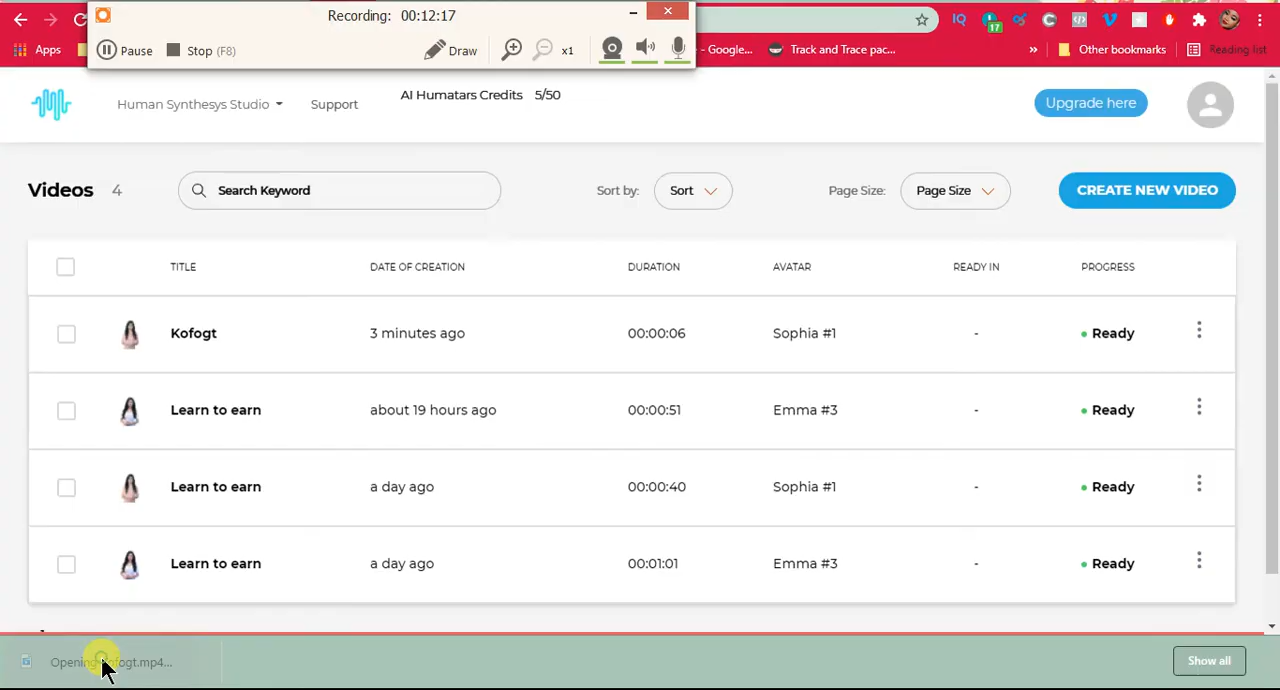 Recording: 00:12:17
Pause
Stop (F8)
Draw
x1
IQ
17
Apps
- Google...
Track and Trace pac...
»
Other bookmarks
Reading list
Human Synthesys Studio
Support
AI Humatars Credits 5/50
Upgrade here
Videos 4
Search Keyword
Sort by:
Sort
Page Size:
Page Size
CREATE NEW VIDEO
TITLE DATE OF CREATION DURATION AVATAR READY IN PROGRESS
Kofogt 3 minutes ago 00:00:06 Sophia #1 - Ready
Learn to earn about 19 hours ago 00:00:51 Emma #3 - Ready
Learn to earn a day ago 00:00:40 Sophia #1 - Ready
Learn to earn a day ago 00:01:01 Emma #3 - Ready
Show all